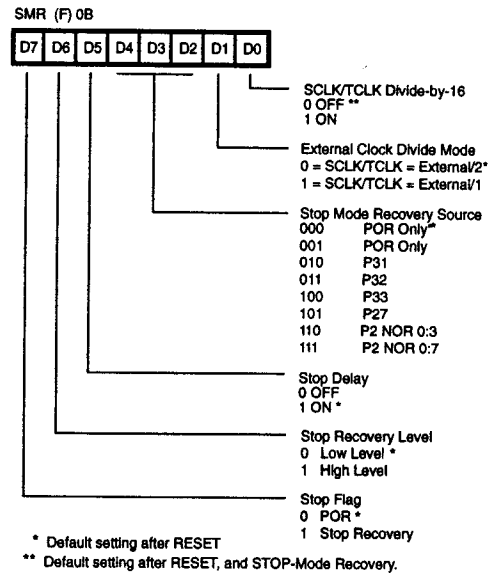 SMR (F) 0B
D7 D6 D5 D4 D3 D2 D1 D0
SCLK/TCLK Divide-by-16
0 OFF **
1 ON
External Clock Divide Mode
0 = SCLK/TCLK = External/2*
1 = SCLK/TCLK = External/1
Stop Mode Recovery Source
000 POR Only**
001 POR Only
010 P31
011 P32
100 P33
101 P27
110 P2 NOR 0:3
111 P2 NOR 0:7
Stop Delay
0 OFF
1 ON *
Stop Recovery Level
0 Low Level *
1 High Level
Stop Flag
0 POR *
1 Stop Recovery
* Default setting after RESET
** Default setting after RESET, and STOP-Mode Recovery.